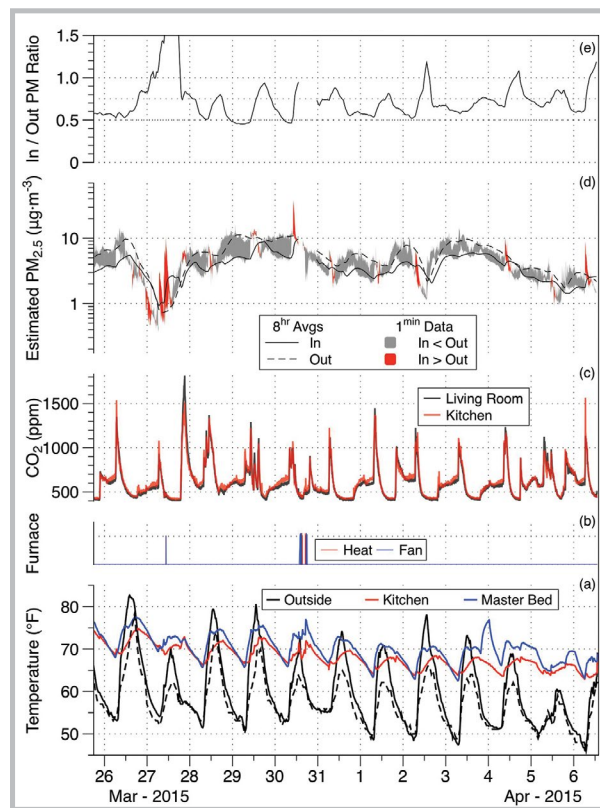 (e)
In / Out PM Ratio
1.5
1.0
0.5
0
(d)
Estimated PM2.5 (µg·m⁻³)
10
1
8hr Avgs
1min Data
In
In < Out
Out
In > Out
(c)
CO2 (ppm)
1500
1000
500
Living Room
Kitchen
(b)
Furnace
Heat
Fan
(a)
Temperature (°F)
80
70
60
50
Outside
Kitchen
Master Bed
26 27 28 29 30 31 1 2 3 4 5 6
Mar - 2015
Apr - 2015